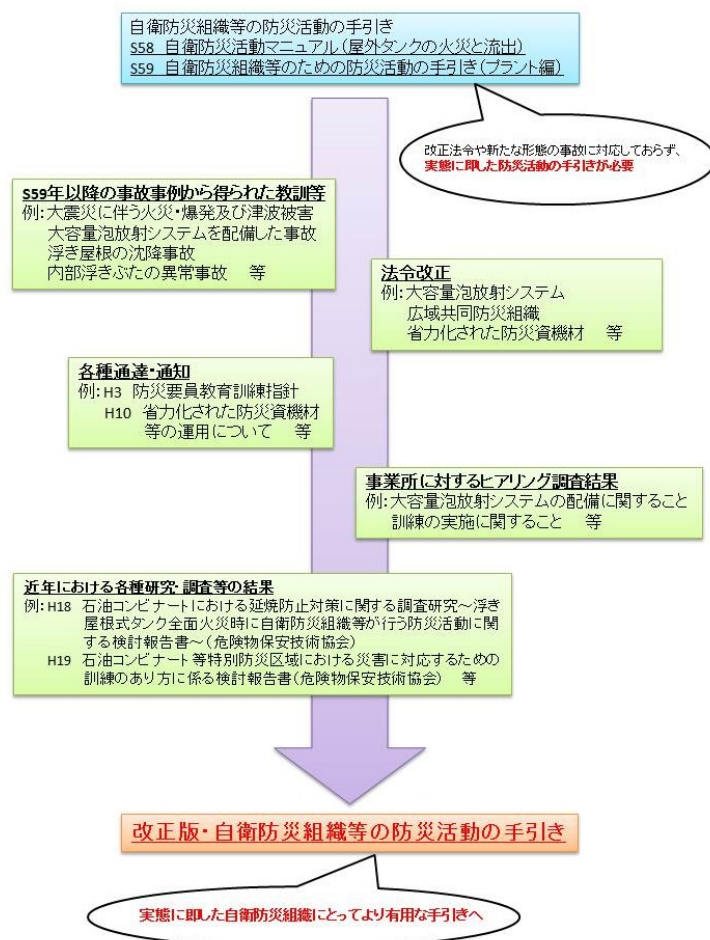 自衛防災組織等の防災活動の手引き
S58 自衛防災活動マニュアル(屋外タンクの火災と流出)
S59 自衛防災組織等のための防災活動の手引き(プラント編)
改正法令や新たな形態の事故に対応しておらず、
実態に即した防災活動の手引きが必要
S59年以降の事故事例から得られた教訓等
例:大震災に伴う火災・爆発及び津波被害
大容量泡放射システムを配備した事故
浮き屋根の沈降事故
内部浮きぶたの異常事故 等
法令改正
例:大容量泡放射システム
広域共同防災組織
省力化された防災資機材 等
各種通達・通知
例:H3 防災要員教育訓練指針
H10 省力化された防災資機材
等の運用について 等
事業所に対するヒアリング調査結果
例:大容量泡放射システムの配備に関すること
訓練の実施に関すること 等
近年における各種研究・調査等の結果
例:H18 石油コンビナートにおける延焼防止対策に関する調査研究~浮き
屋根式タンク全面火災時に自衛防災組織等が行う防災活動に関
する検討報告書~(危険物保安技術協会)
H19 石油コンビナート等特別防災区域における災害に対応するための
訓練のあり方に係る検討報告書(危険物保安技術協会) 等
改正版・自衛防災組織等の防災活動の手引き
実態に即した自衛防災組織にとってより有用な手引きへ